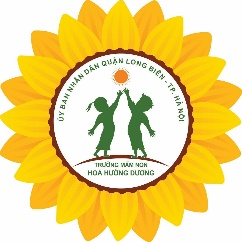 ỦY BAN NHÂN DÂN QUẬN LONG BIÊN - TP. HÀ NỘI
TRƯỜNG MẦM NON
HOA HƯỚNG DƯƠNG